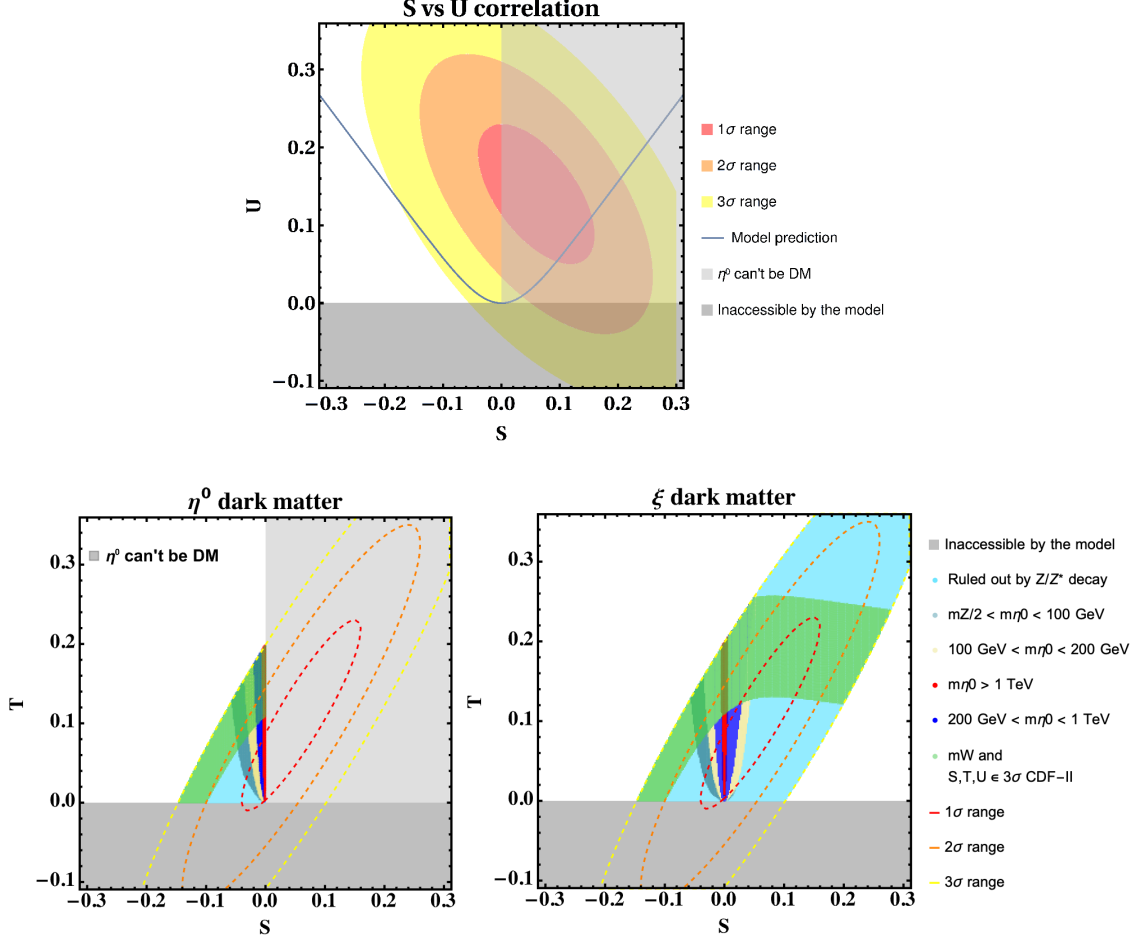 S vs U correlation
0.3
0.2
0.1
0.0
−0.1
U
−0.3 −0.2 −0.1 0.0 0.1 0.2 0.3
S
1σ range
2σ range
3σ range
Model prediction
η⁰ can't be DM
Inaccessible by the model
η⁰ dark matter
η⁰ can't be DM
0.3
0.2
0.1
0.0
−0.1
T
−0.3 −0.2 −0.1 0.0 0.1 0.2 0.3
S
ξ dark matter
0.3
0.2
0.1
0.0
−0.1
T
−0.3 −0.2 −0.1 0.0 0.1 0.2 0.3
S
Inaccessible by the model
Ruled out by Z/Z* decay
mZ/2 < mη0 < 100 GeV
100 GeV < mη0 < 200 GeV
mη0 > 1 TeV
200 GeV < mη0 < 1 TeV
mW and
S,T,U ∈ 3σ CDF−II
1σ range
2σ range
3σ range